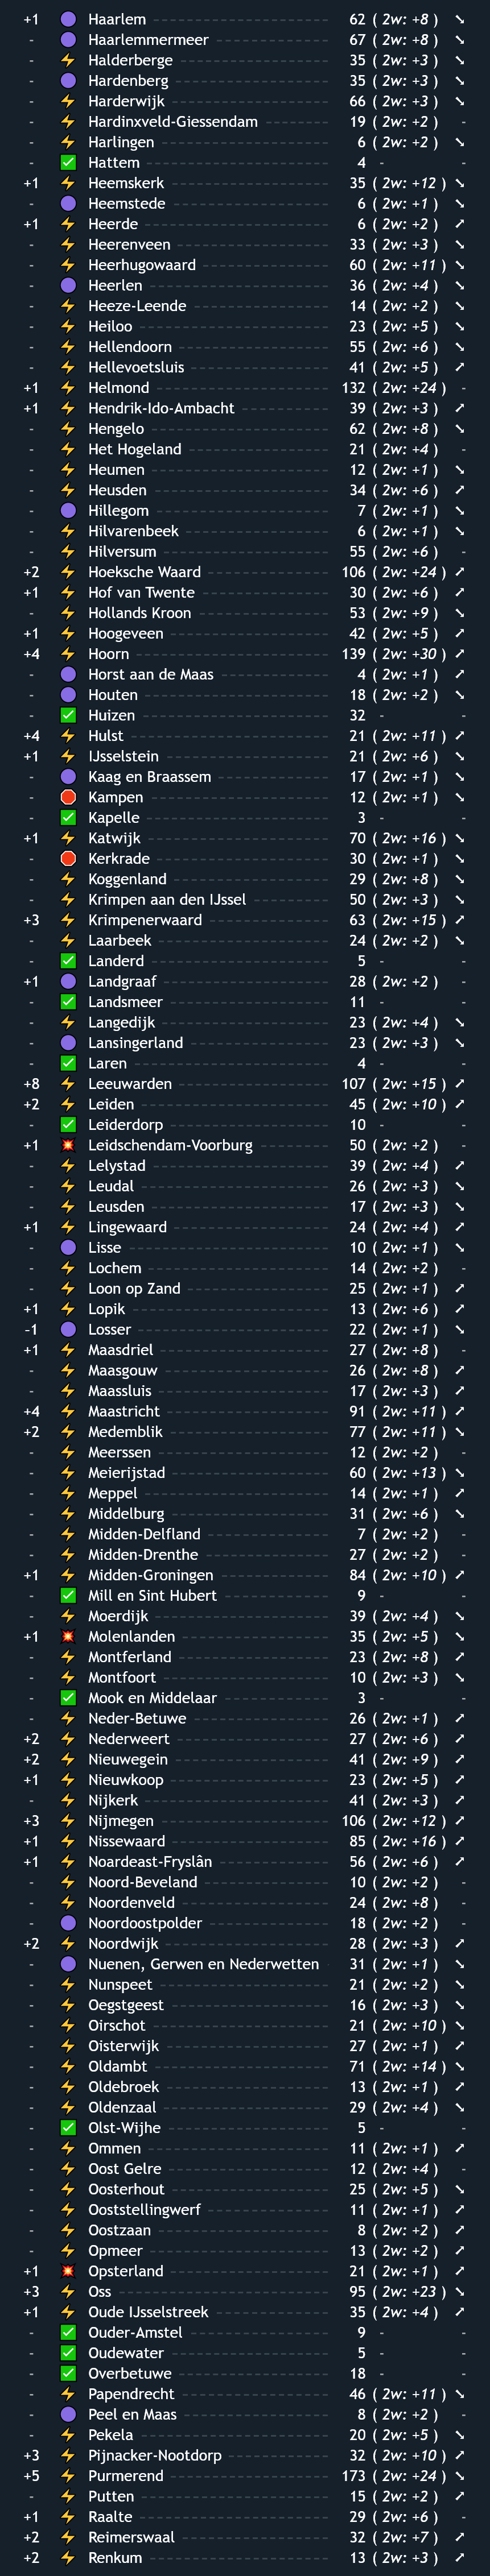 +1 Haarlem 62 ( 2w: +8 ) ↘
- Haarlemmermeer 67 ( 2w: +8 ) ↘
- Halderberge 35 ( 2w: +3 ) ↘
- Hardenberg 35 ( 2w: +3 ) ↘
- Harderwijk 66 ( 2w: +3 ) ↘
- Hardinxveld-Giessendam 19 ( 2w: +2 ) -
- Harlingen 6 ( 2w: +2 ) ↘
- Hattem 4 - -
+1 Heemskerk 35 ( 2w: +12 ) ↘
- Heemstede 6 ( 2w: +1 ) ↘
+1 Heerde 6 ( 2w: +2 ) ↗
- Heerenveen 33 ( 2w: +3 ) ↘
- Heerhugowaard 60 ( 2w: +11 ) ↘
- Heerlen 36 ( 2w: +4 ) ↘
- Heeze-Leende 14 ( 2w: +2 ) ↘
- Heiloo 23 ( 2w: +5 ) ↘
- Hellendoorn 55 ( 2w: +6 ) ↘
- Hellevoetsluis 41 ( 2w: +5 ) ↗
+1 Helmond 132 ( 2w: +24 ) -
+1 Hendrik-Ido-Ambacht 39 ( 2w: +3 ) ↗
- Hengelo 62 ( 2w: +8 ) ↘
- Het Hogeland 21 ( 2w: +4 ) -
- Heumen 12 ( 2w: +1 ) ↘
- Heusden 34 ( 2w: +6 ) ↗
- Hillegom 7 ( 2w: +1 ) ↘
- Hilvarenbeek 6 ( 2w: +1 ) ↘
- Hilversum 55 ( 2w: +6 ) -
+2 Hoeksche Waard 106 ( 2w: +24 ) ↗
+1 Hof van Twente 30 ( 2w: +6 ) ↗
- Hollands Kroon 53 ( 2w: +9 ) ↘
+1 Hoogeveen 42 ( 2w: +5 ) ↗
+4 Hoorn 139 ( 2w: +30 ) ↗
- Horst aan de Maas 4 ( 2w: +1 ) ↗
- Houten 18 ( 2w: +2 ) ↘
- Huizen 32 - -
+4 Hulst 21 ( 2w: +11 ) ↗
+1 IJsselstein 21 ( 2w: +6 ) ↘
- Kaag en Braassem 17 ( 2w: +1 ) ↘
- Kampen 12 ( 2w: +1 ) ↘
- Kapelle 3 - -
+1 Katwijk 70 ( 2w: +16 ) ↘
- Kerkrade 30 ( 2w: +1 ) ↘
- Koggenland 29 ( 2w: +8 ) ↘
- Krimpen aan den IJssel 50 ( 2w: +3 ) ↘
+3 Krimpenerwaard 63 ( 2w: +15 ) ↗
- Laarbeek 24 ( 2w: +2 ) ↘
- Landerd 5 - -
+1 Landgraaf 28 ( 2w: +2 ) -
- Landsmeer 11 - -
- Langedijk 23 ( 2w: +4 ) ↘
- Lansingerland 23 ( 2w: +3 ) ↘
- Laren 4 - -
+8 Leeuwarden 107 ( 2w: +15 ) ↗
+2 Leiden 45 ( 2w: +10 ) ↗
- Leiderdorp 10 - -
+1 Leidschendam-Voorburg 50 ( 2w: +2 ) -
- Lelystad 39 ( 2w: +4 ) ↗
- Leudal 26 ( 2w: +3 ) ↘
- Leusden 17 ( 2w: +3 ) ↘
+1 Lingewaard 24 ( 2w: +4 ) ↗
- Lisse 10 ( 2w: +1 ) ↘
- Lochem 14 ( 2w: +2 ) -
- Loon op Zand 25 ( 2w: +1 ) ↗
+1 Lopik 13 ( 2w: +6 ) ↗
-1 Losser 22 ( 2w: +1 ) ↘
+1 Maasdriel 27 ( 2w: +8 ) -
- Maasgouw 26 ( 2w: +8 ) ↗
- Maassluis 17 ( 2w: +3 ) ↗
+4 Maastricht 91 ( 2w: +11 ) ↗
+2 Medemblik 77 ( 2w: +11 ) ↘
- Meerssen 12 ( 2w: +2 ) -
- Meierijstad 60 ( 2w: +13 ) ↘
- Meppel 14 ( 2w: +1 ) ↗
- Middelburg 31 ( 2w: +6 ) ↘
- Midden-Delfland 7 ( 2w: +2 ) -
- Midden-Drenthe 27 ( 2w: +2 ) -
+1 Midden-Groningen 84 ( 2w: +10 ) ↗
- Mill en Sint Hubert 9 - -
- Moerdijk 39 ( 2w: +4 ) ↘
+1 Molenlanden 35 ( 2w: +5 ) ↘
- Montferland 23 ( 2w: +8 ) ↗
- Montfoort 10 ( 2w: +3 ) ↘
- Mook en Middelaar 3 - -
- Neder-Betuwe 26 ( 2w: +1 ) ↗
+2 Nederweert 27 ( 2w: +6 ) ↗
+2 Nieuwegein 41 ( 2w: +9 ) ↗
+1 Nieuwkoop 23 ( 2w: +5 ) ↗
- Nijkerk 41 ( 2w: +3 ) ↗
+3 Nijmegen 106 ( 2w: +12 ) ↗
+1 Nissewaard 85 ( 2w: +16 ) ↗
+1 Noardeast-Fryslân 56 ( 2w: +6 ) ↗
- Noord-Beveland 10 ( 2w: +2 ) -
- Noordenveld 24 ( 2w: +8 ) -
- Noordoostpolder 18 ( 2w: +2 ) -
+2 Noordwijk 28 ( 2w: +3 ) ↗
- Nuenen, Gerwen en Nederwetten 31 ( 2w: +1 ) ↘
- Nunspeet 21 ( 2w: +2 ) ↘
- Oegstgeest 16 ( 2w: +3 ) ↘
- Oirschot 21 ( 2w: +10 ) ↘
- Oisterwijk 27 ( 2w: +1 ) ↗
- Oldambt 71 ( 2w: +14 ) ↘
- Oldebroek 13 ( 2w: +1 ) ↗
- Oldenzaal 29 ( 2w: +4 ) ↘
- Olst-Wijhe 5 - -
- Ommen 11 ( 2w: +1 ) ↗
- Oost Gelre 12 ( 2w: +4 ) -
- Oosterhout 25 ( 2w: +5 ) ↘
- Ooststellingwerf 11 ( 2w: +1 ) ↗
- Oostzaan 8 ( 2w: +2 ) ↗
- Opmeer 13 ( 2w: +2 ) ↗
+1 Opsterland 21 ( 2w: +1 ) ↗
+3 Oss 95 ( 2w: +23 ) ↘
+1 Oude IJsselstreek 35 ( 2w: +4 ) ↗
- Ouder-Amstel 9 - -
- Oudewater 5 - -
- Overbetuwe 18 - -
- Papendrecht 46 ( 2w: +11 ) ↘
- Peel en Maas 8 ( 2w: +2 ) -
- Pekela 20 ( 2w: +5 ) ↘
+3 Pijnacker-Nootdorp 32 ( 2w: +10 ) ↗
+5 Purmerend 173 ( 2w: +24 ) ↘
- Putten 15 ( 2w: +2 ) ↗
+1 Raalte 29 ( 2w: +6 ) -
+2 Reimerswaal 32 ( 2w: +7 ) ↗
+2 Renkum 13 ( 2w: +3 ) ↗